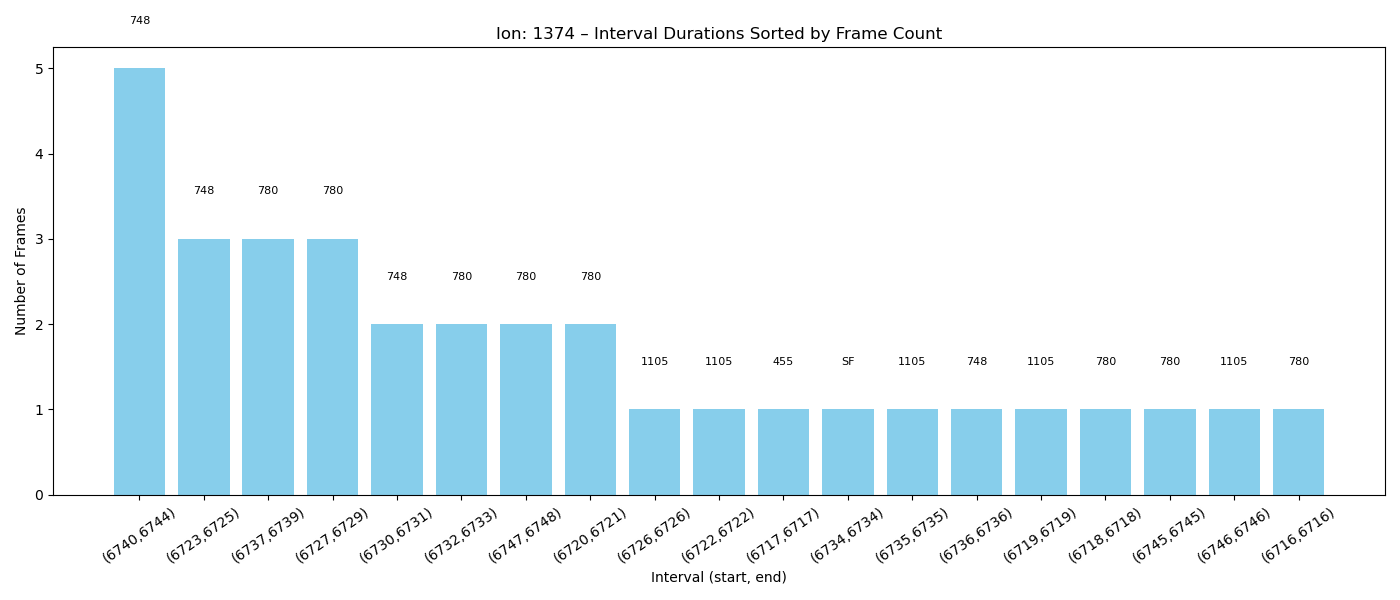 748
Ion: 1374 – Interval Durations Sorted by Frame Count
5
4
3
2
1
0
Number of Frames
748 780 780
748 780 780 780
1105 1105 455 SF 1105 748 1105 780 780 1105 780
(6740,6744) (6723,6725) (6737,6739) (6727,6729) (6730,6731) (6732,6733) (6747,6748) (6720,6721) (6726,6726) (6722,6722) (6717,6717) (6734,6734) (6735,6735) (6736,6736) (6719,6719) (6718,6718) (6745,6745) (6746,6746) (6716,6716)
Interval (start, end)